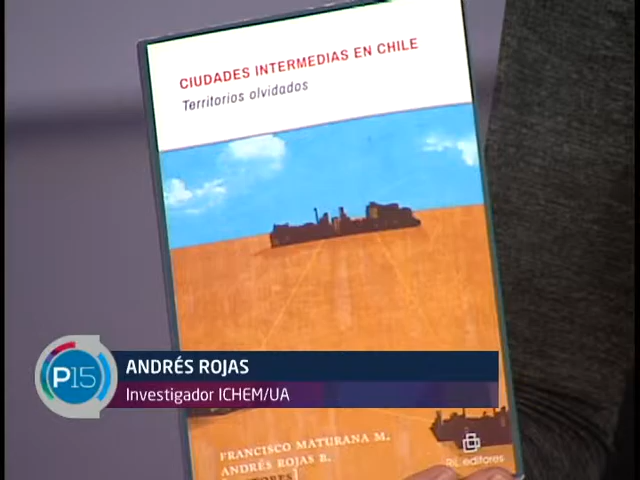 CIUDADES INTERMEDIAS EN CHILE
Territorios olvidados
P15
ANDRÉS ROJAS
Investigador ICHEM/UA
FRANCISCO MATURANA M.
ANDRÉS ROJAS B.
RiL editores